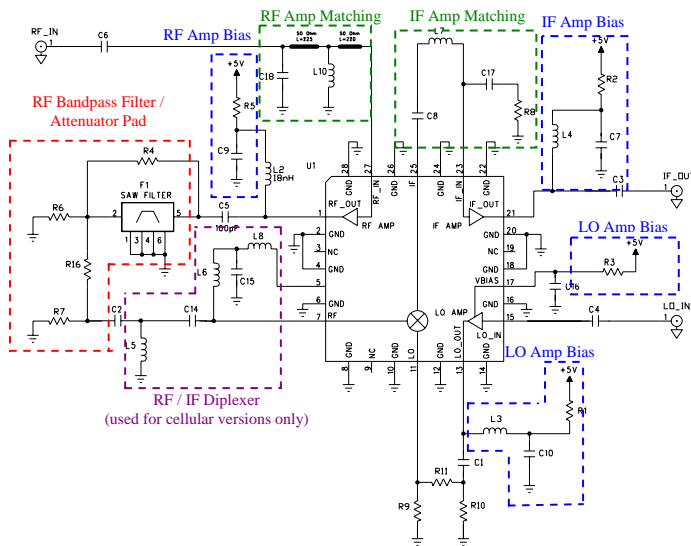 RF Amp Bias
RF Amp Matching
IF Amp Matching
IF Amp Bias
RF_IN
1
C6
50 Ohm
L=225
50 Ohm
L=220
L7
+5V
+5V
C18
L10
C17
R2
R5
R8
RF Bandpass Filter /
Attenuator Pad
C8
L4
C7
C9
R4
L2
18nH
U1
28
27
26
25
24
23
22
GND
RF_IN
GND
IF
GND
IF_IN
GND
IF_OUT
1
C3
F1
SAW FILTER
R6
2
5
1
3
4
6
C5
100pF
1
RF_OUT
RF AMP
IF_OUT
IF AMP
21
2
GND
GND
20
3
NC
NC
19
4
GND
GND
18
LO Amp Bias
+5V
R3
L8
L6
C15
R16
5
VBIAS
17
C16
6
GND
GND
16
LO AMP
R7
C2
C14
7
RF
LO_OUT
LO_IN
15
C4
LO_IN
1
L5
GND
NC
GND
LO
GND
GND
8
9
10
11
12
13
14
LO Amp Bias
+5V
RF / IF Diplexer
(used for cellular versions only)
R1
L3
C10
C1
R11
R9
R10